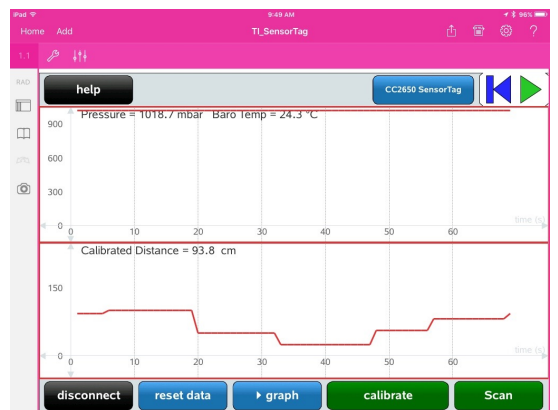 iPad 9:49 AM 96%
Home Add TI_SensorTag ?
1.1
RAD
help CC2650 SensorTag
Pressure = 1018.7 mbar Baro Temp = 24.3 °C
900
600
300
0
0 10 20 30 40 50 60
time (s)
Calibrated Distance = 93.8 cm
150
0
0 10 20 30 40 50 60
time (s)
disconnect reset data graph calibrate Scan